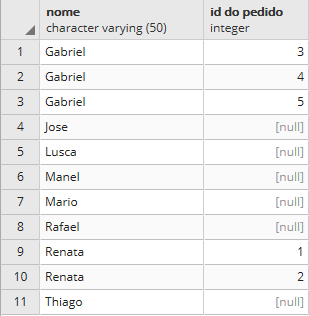 nome id do pedido
character varying (50) integer
1 Gabriel 3
2 Gabriel 4
3 Gabriel 5
4 Jose [null]
5 Lusca [null]
6 Manel [null]
7 Mario [null]
8 Rafael [null]
9 Renata 1
10 Renata 2
11 Thiago [null]